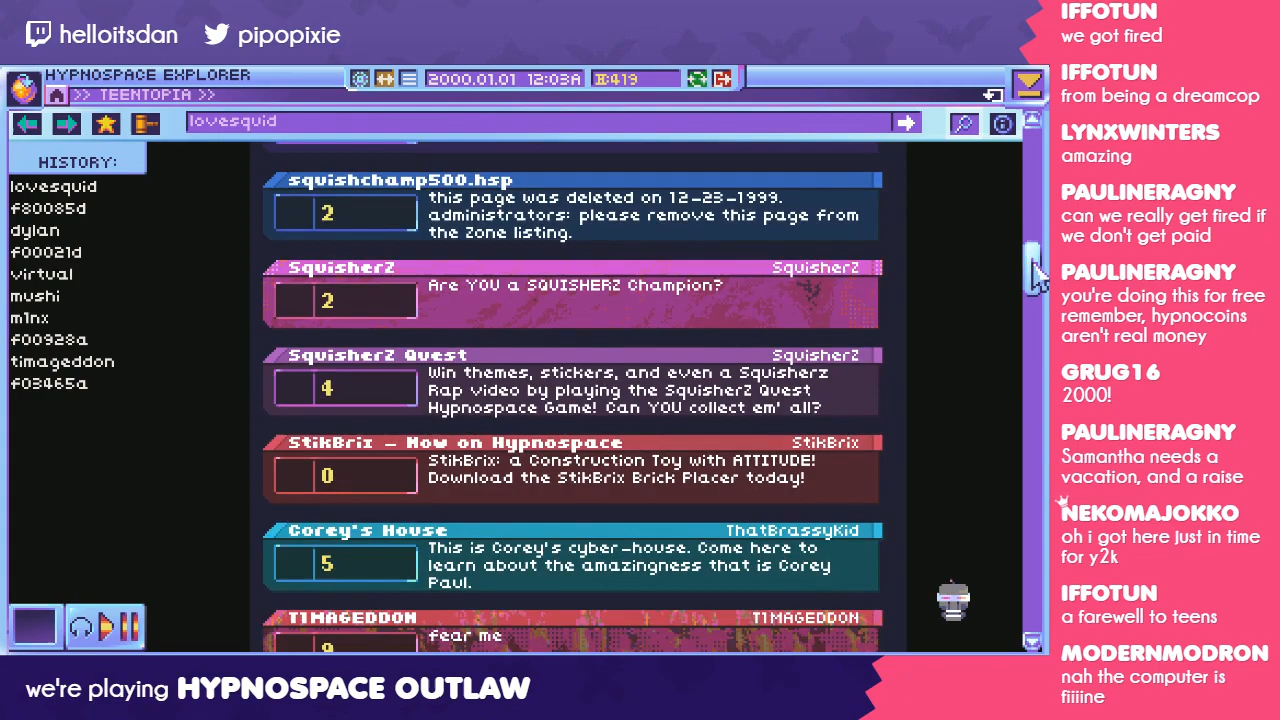 helloitsdan pipopixie
HYPNOSPACE EXPLORER
2000.01.01 12:03A
419
>> TEENTOPIA >>
lovesquid
HISTORY:
lovesquid
f80085d
dylan
f00021d
virtual
mushi
m1nx
f00928a
timageddon
f03465a
squishchamp500.hsp
2
this page was deleted on 12-23-1999.
administrators: please remove this page from
the Zone listing.
SquisherZ SquisherZ
2
Are YOU a SQUISHERZ Champion?
SquisherZ Quest SquisherZ
4
Win themes, stickers, and even a Squisherz
Rap video by playing the SquisherZ Quest
Hypnospace Game! Can YOU collect em' all?
StikBrix - Now on Hypnospace StikBrix
0
StikBrix: a Construction Toy with ATTITUDE!
Download the StikBrix Brick Placer today!
Corey's House ThatBrassyKid
5
This is Corey's cyber-house. Come here to
learn about the amazingness that is Corey
Paul.
T1MAGEDDON T1MAGEDDON
fear me
we're playing HYPNOSPACE OUTLAW
IFFOTUN
we got fired
IFFOTUN
from being a dreamcop
LYNXWINTERS
amazing
PAULINERAGNY
can we really get fired if
we don't get paid
PAULINERAGNY
you're doing this for free
remember, hypnocoins
aren't real money
GRUG16
2000!
PAULINERAGNY
Samantha needs a
vacation, and a raise
NEKOMAJOKKO
oh i got here just in time
for y2k
IFFOTUN
a farewell to teens
MODERNMODRON
nah the computer is
fiiiine